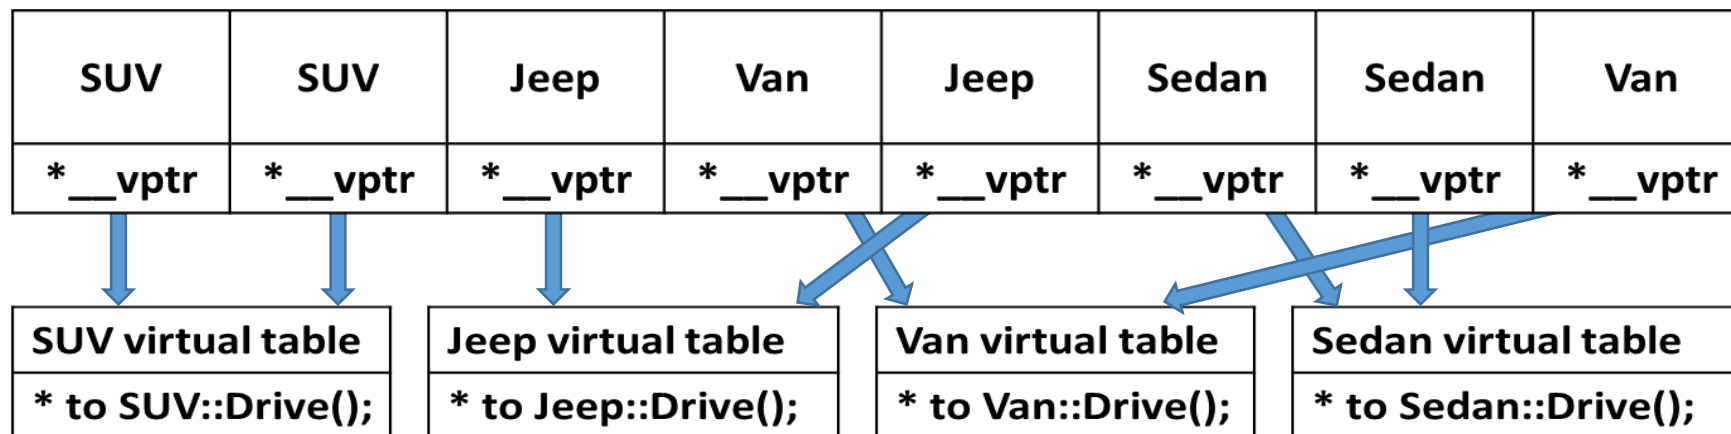 SUV SUV Jeep Van Jeep Sedan Sedan Van
*__vptr *__vptr *__vptr *__vptr *__vptr *__vptr *__vptr *__vptr
SUV virtual table Jeep virtual table Van virtual table Sedan virtual table
* to SUV::Drive(); * to Jeep::Drive(); * to Van::Drive(); * to Sedan::Drive();